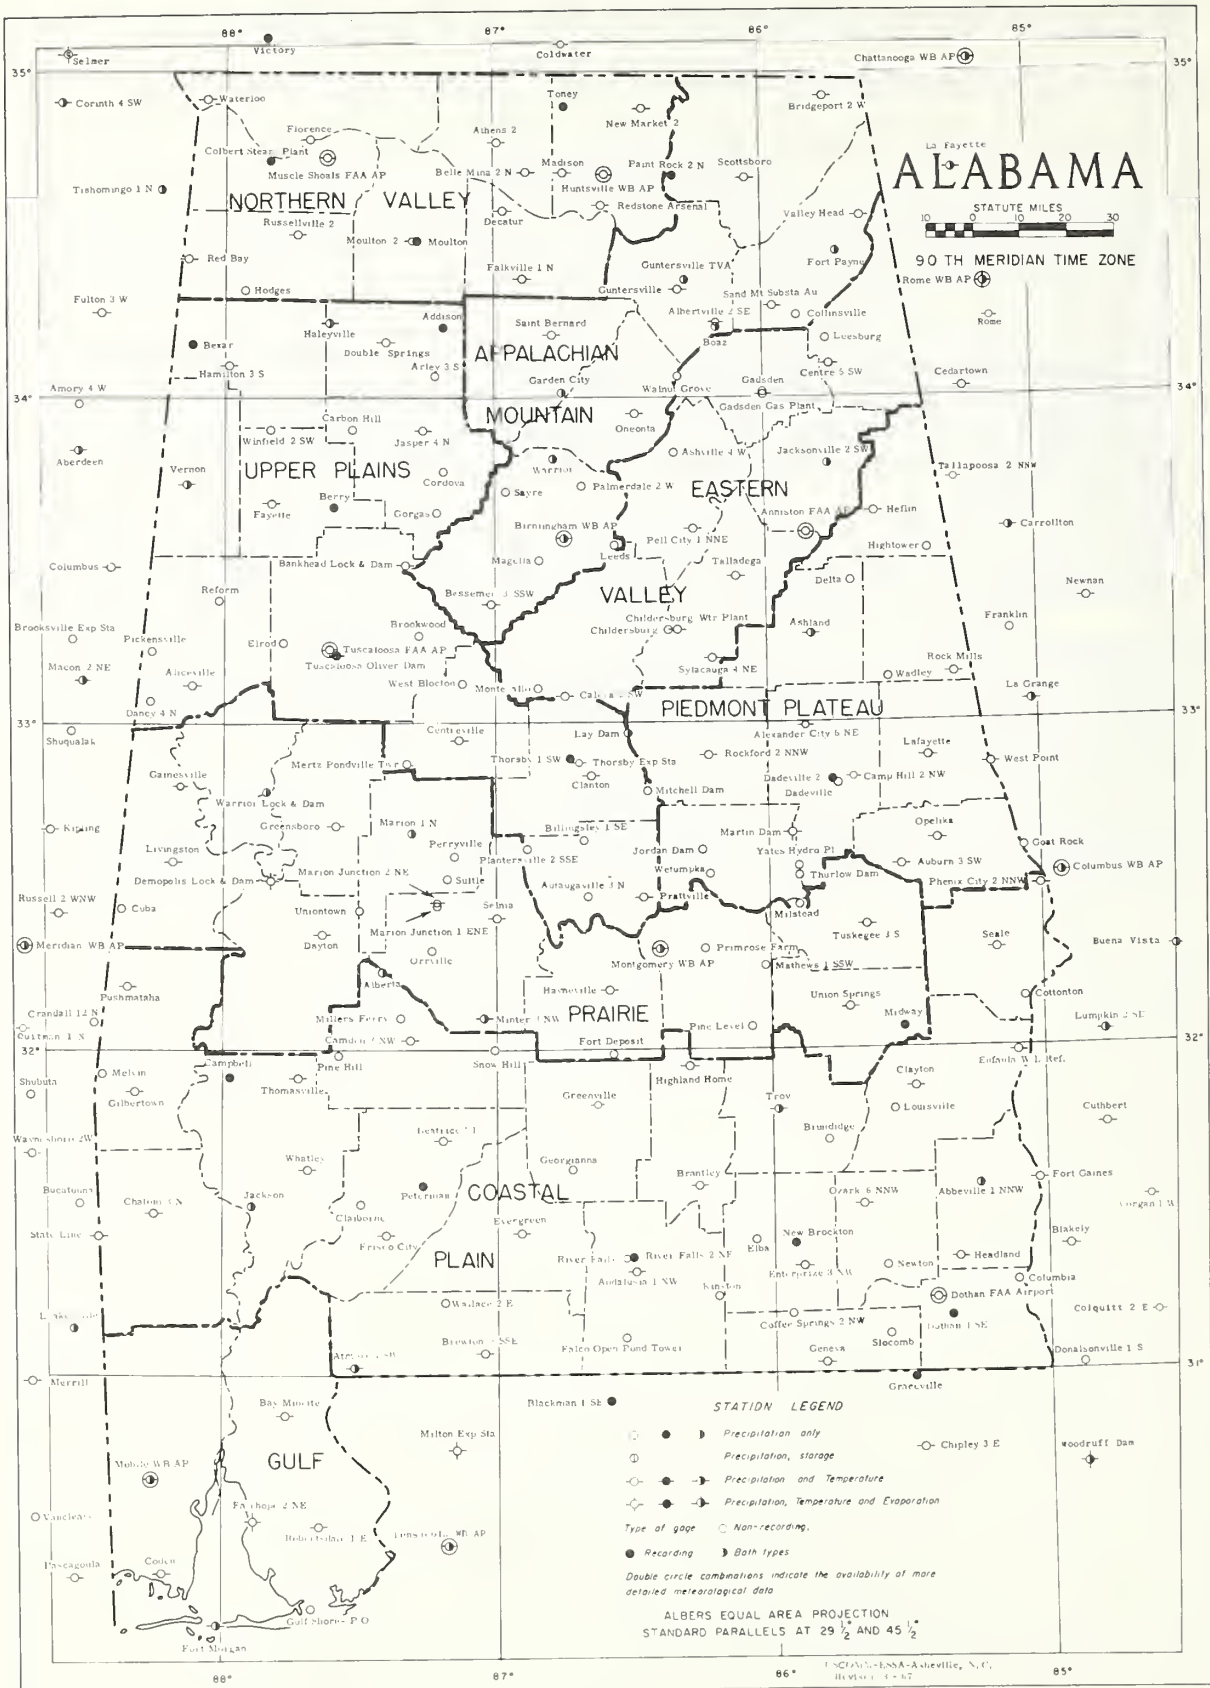 88°
87°
86°
85°
Victory
Selmer
Coldwater
Chattanooga WB AP
35°
35°
Corinth 4 SW
Waterloo
Toney
New Market 2
Bridgeport 2 W
Florence
Athens 2
Colbert Steam Plant
Muscle Shoals FAA AP
Belle Mina 2 N
Madison
Huntsville WB AP
Paint Rock 2 N
Scottsboro
La Fayette
ALABAMA
Tishomingo 1 N
NORTHERN VALLEY
Redstone Arsenal
Decatur
Valley Head
STATUTE MILES
10 0 10 20 30
Russellville 2
Moulton 2
Moulton
90 TH MERIDIAN TIME ZONE
Red Bay
Falkville 1 N
Guntersville TVA
Fort Payne
Rome WB AP
Hodges
Guntersville
Fulton 3 W
Sand Mt Substa Au
Collinsville
Rome
Haleyville
Addison
Saint Bernard
Albertville 2 SE
Boaz
Leesburg
Bexar
Double Springs
APPALACHIAN
Hamilton 3 S
Arley 3 S
Garden City
Walnut Grove
Gadsden
Centre 5 SW
Cedartown
Amory 4 W
34°
34°
MOUNTAIN
Gadsden Gas Plant
Carbon Hill
Oneonta
Winfield 2 SW
Jasper 4 N
Ashville 4 W
Jacksonville 2 SW
Aberdeen
Vernon
UPPER PLAINS
Cordova
Warrior
Tallapoosa 2 NNW
Berry
Sayre
Palmerdale 2 W
EASTERN
Fayette
Gorgas
Birmingham WB AP
Anniston FAA AP
Heflin
Carrollton
Pell City 1 NNE
Leeds
Hightower
Columbus
Bankhead Lock & Dam
Magella
Talladega
Delta
Newnan
Reform
Bessemer 3 SSW
VALLEY
Franklin
Brooksville Exp Sta
Pickensville
Brookwood
Childersburg Wtr Plant
Childersburg
Ashland
Elrod
Tuscaloosa FAA AP
Tuscaloosa Oliver Dam
Macon 2 NE
Aliceville
Sylacauga 4 NE
Rock Mills
Wadley
La Grange
West Blocton
Dancy 4 N
PIEDMONT PLATEAU
33°
33°
Shuqualak
Centreville
Lay Dam
Alexander City 6 NE
Lafayette
Rockford 2 NNW
West Point
Gainesville
Mertz Pondville Twr
Thorsby 1 SW
Thorsby Exp Sta
Clanton
Dadeville 2
Dadeville
Camp Hill 2 NW
Mitchell Dam
Warrior Lock & Dam
Kipling
Greensboro
Marion 1 N
Billingsley 1 SE
Martin Dam
Opelika
Goat Rock
Livingston
Perryville
Plantersville 2 SSE
Jordan Dam
Yates Hydro Pl
Auburn 3 SW
Columbus WB AP
Demopolis Lock & Dam
Marion Junction 2 NE
Suttle
Wetumpka
Thurlow Dam
Phenix City 2 NNW
Autaugaville 3 N
Prattville
Russell 2 WNW
Cuba
Uniontown
Selma
Milstead
Dayton
Marion Junction 1 ENE
Tuskegee 3 S
Meridian WB AP
Orrville
Montgomery WB AP
Primrose Farm
Seale
Buena Vista
Mathews 1 SSW
Alberta
Pushmataha
Hayneville
Union Springs
Cottonton
Crandall 12 N
Millers Ferry
Minter 1 NW
PRAIRIE
Pine Level
Midway
Lumpkin 2 SE
Quitman 1 N
Fort Deposit
32°
32°
Eufaula W.L. Ref.
Campbell
Pine Hill
Snow Hill
Highland Home
Clayton
Melvin
Thomasville
Shubuta
Gilbertown
Greenville
Troy
Louisville
Cuthbert
Brundidge
Whatley
Georgiana
Fort Gaines
Brantley
Peterman
COASTAL
Ozark 6 NNW
Abbeville 1 NNW
Jackson
Claiborne
Evergreen
New Brockton
Blakely
State Line
Frisco City
Elba
Headland
PLAIN
River Falls 2 NE
Enterprise 3 NW
Newton
Andalusia 1 NW
Kinston
Columbia
Wallace 2 E
Dothan FAA Airport
Coffee Springs 2 NW
Dothan 1 SE
Colquitt 2 E
Slocomb
Falco Open Pond Tower
Geneva
Donalsonville 1 S
31°
Merrill
Graceville
Blackman 1 SE
STATION LEGEND
Bay Minette
Precipitation only
Milton Exp Sta
Chipley 3 E
Woodruff Dam
GULF
Precipitation, storage
Mobile WB AP
Precipitation and Temperature
Fairhope 2 NE
Precipitation, Temperature and Evaporation
Vancleave
Robertsdale 1 E
Type of gage Non-recording.
Recording Both types
Pascagoula
Coden
Double circle combinations indicate the availability of more
detailed meteorological data
ALBERS EQUAL AREA PROJECTION
STANDARD PARALLELS AT 29 1/2° AND 45 1/2°
Gulf Shores P O
Fort Morgan
88°
87°
86°
85°
USCOMM-ESSA-Asheville, N.C.